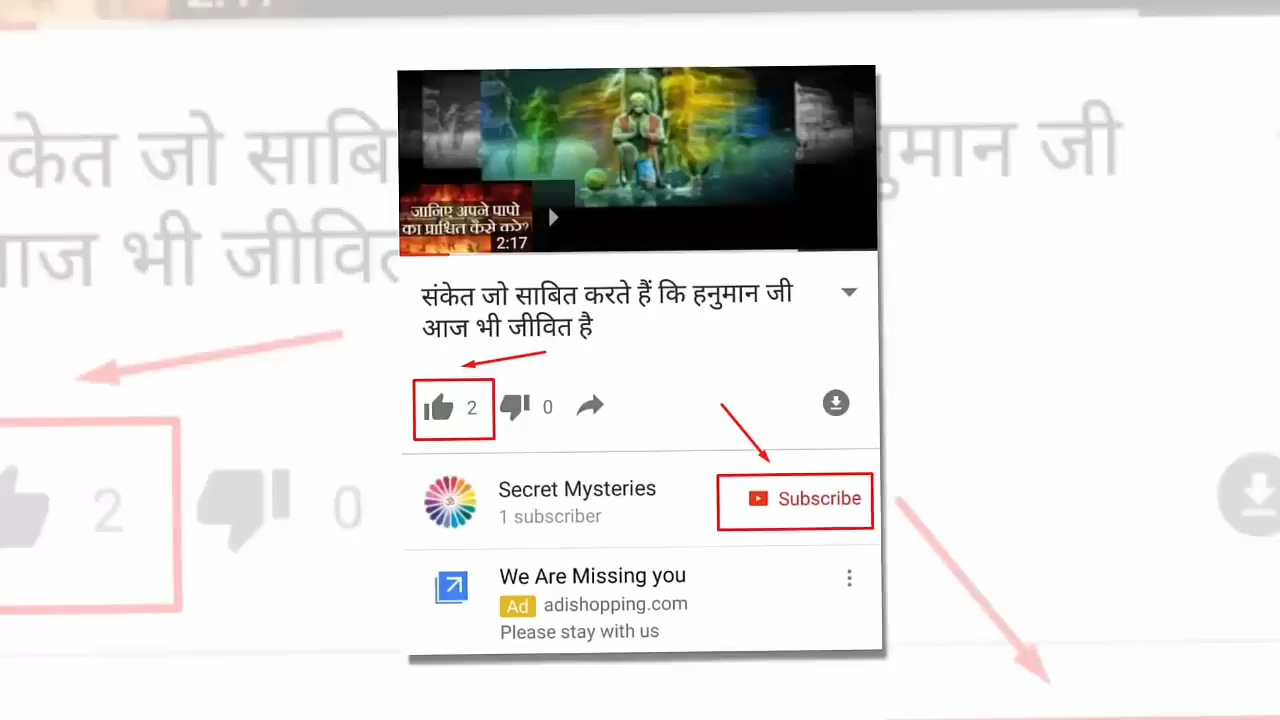 जानिए अपने पापो
का प्राश्चित कैसे करे?
2:17
संकेत जो साबित करते हैं कि हनुमान जी
आज भी जीवित है
2 0
Secret Mysteries
1 subscriber
Subscribe
We Are Missing you
Ad adishopping.com
Please stay with us